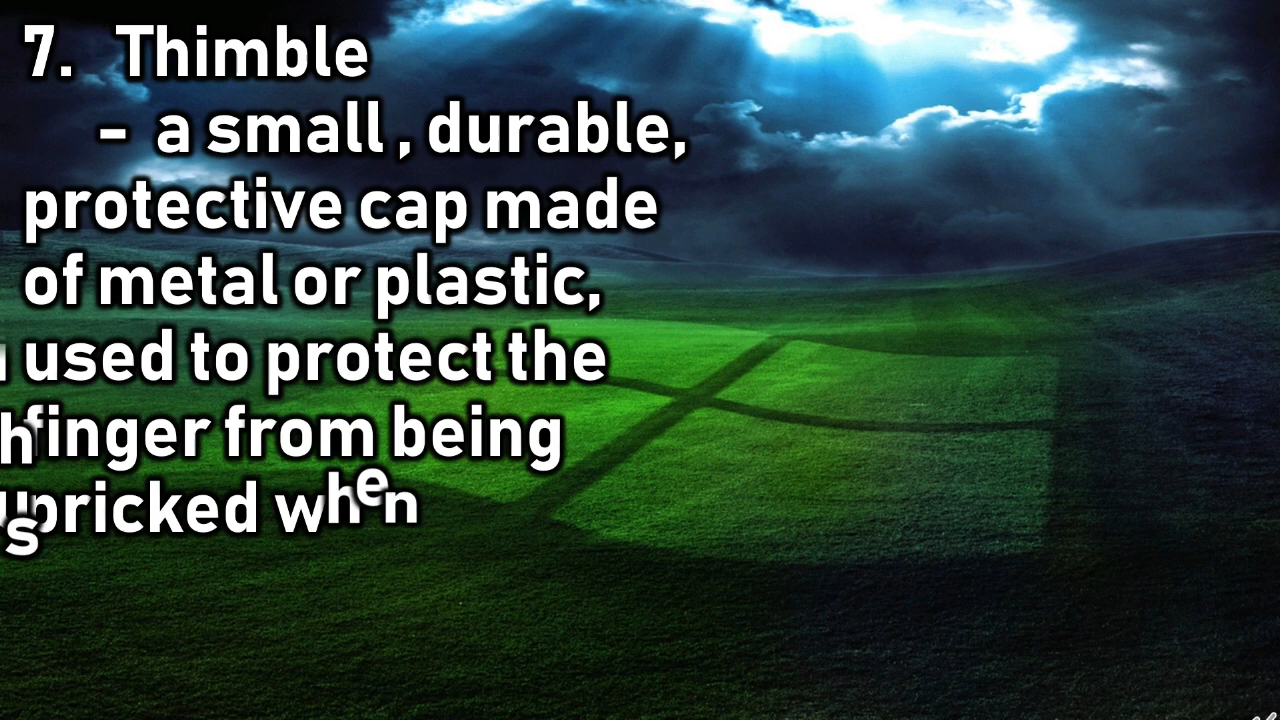 7. Thimble
- a small , durable,
protective cap made
of metal or plastic,
used to protect the
finger from being
pricked when